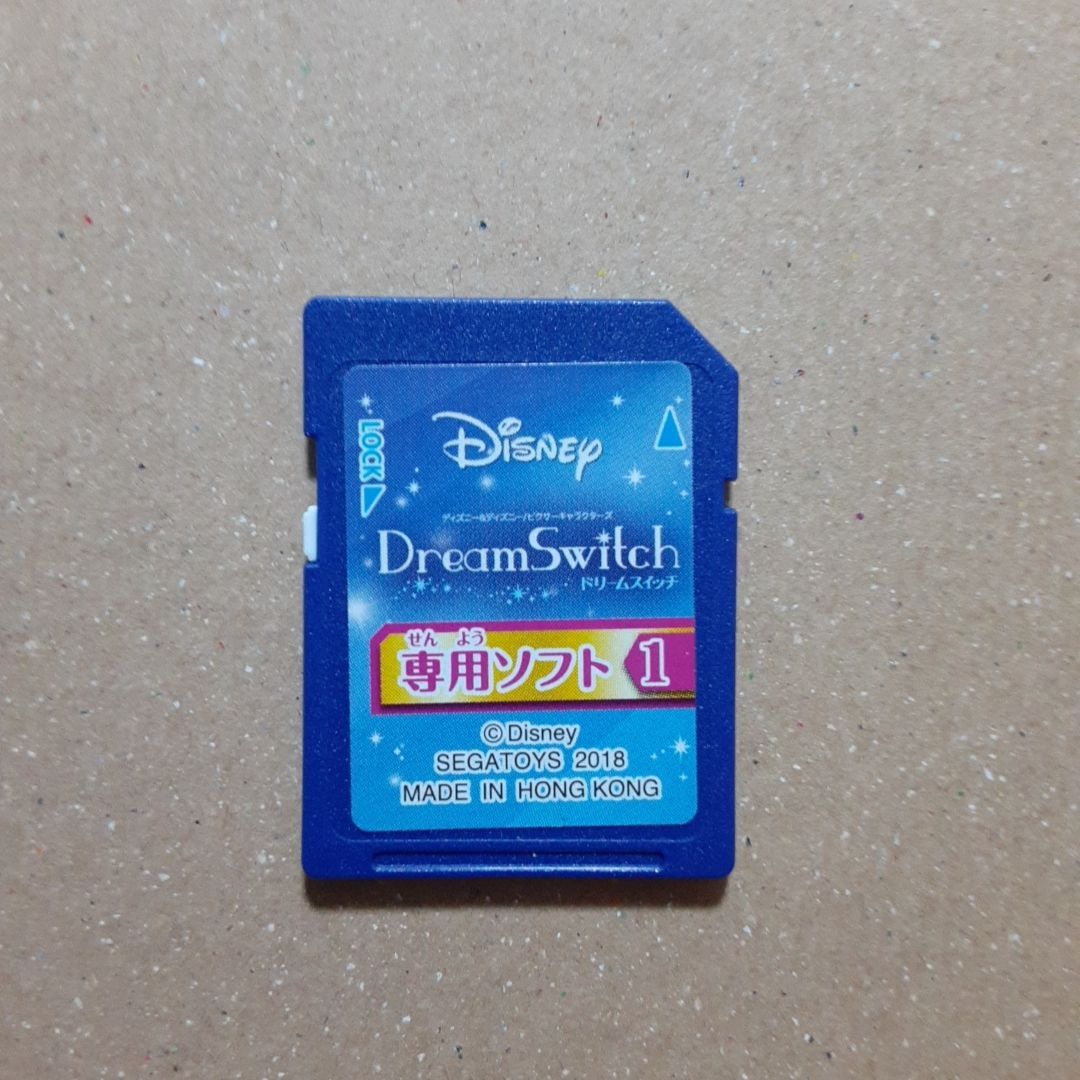 LOCK
Disney
ディズニー&ディズニー/ピクサーキャラクターズ
DreamSwitch
ドリームスイッチ
せんよう
専用ソフト 1
©Disney
SEGATOYS 2018
MADE IN HONG KONG